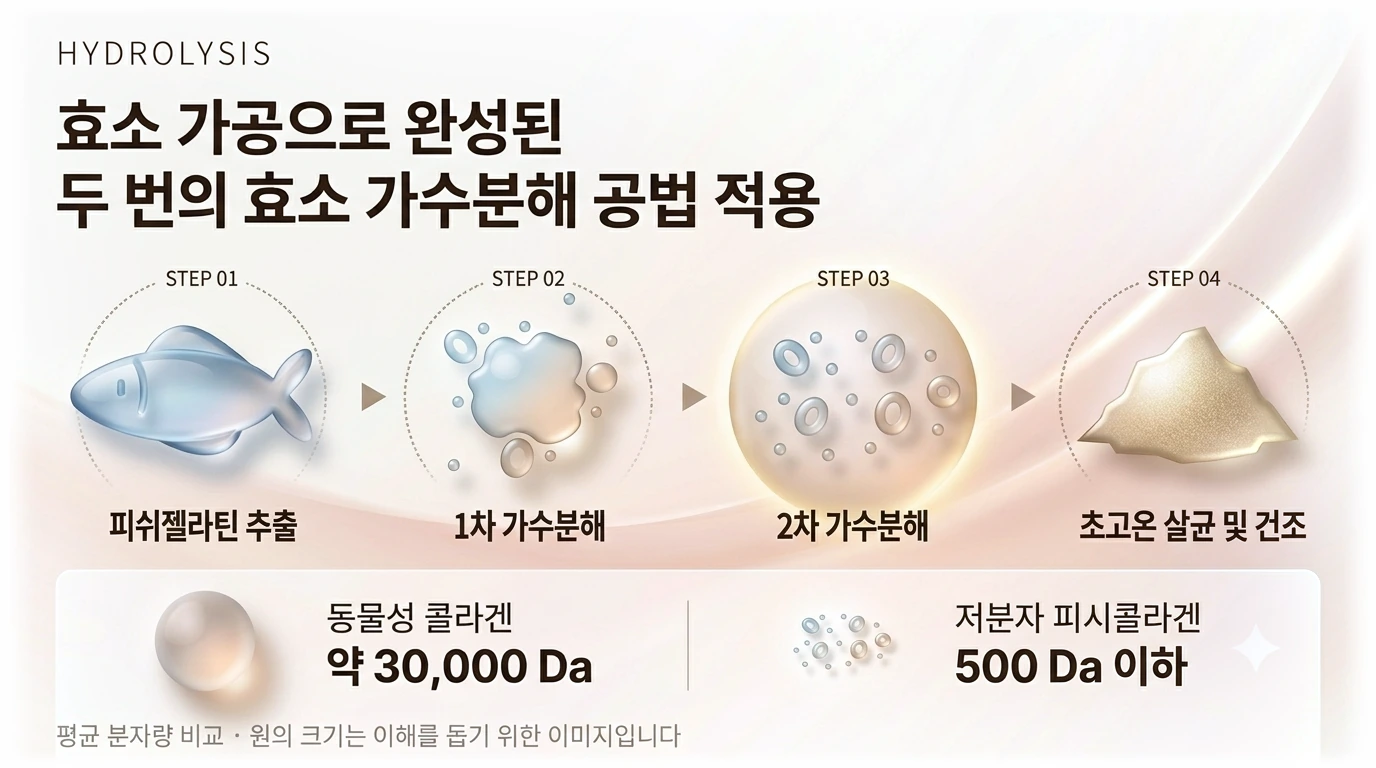 HYDROLYSIS
효소 가공으로 완성된
두 번의 효소 가수분해 공법 적용
STEP 01
피쉬젤라틴 추출
STEP 02
1차 가수분해
STEP 03
2차 가수분해
STEP 04
초고온 살균 및 건조
동물성 콜라겐
약 30,000 Da
저분자 피시콜라겐
500 Da 이하
평균 분자량 비교 · 원의 크기는 이해를 돕기 위한 이미지입니다